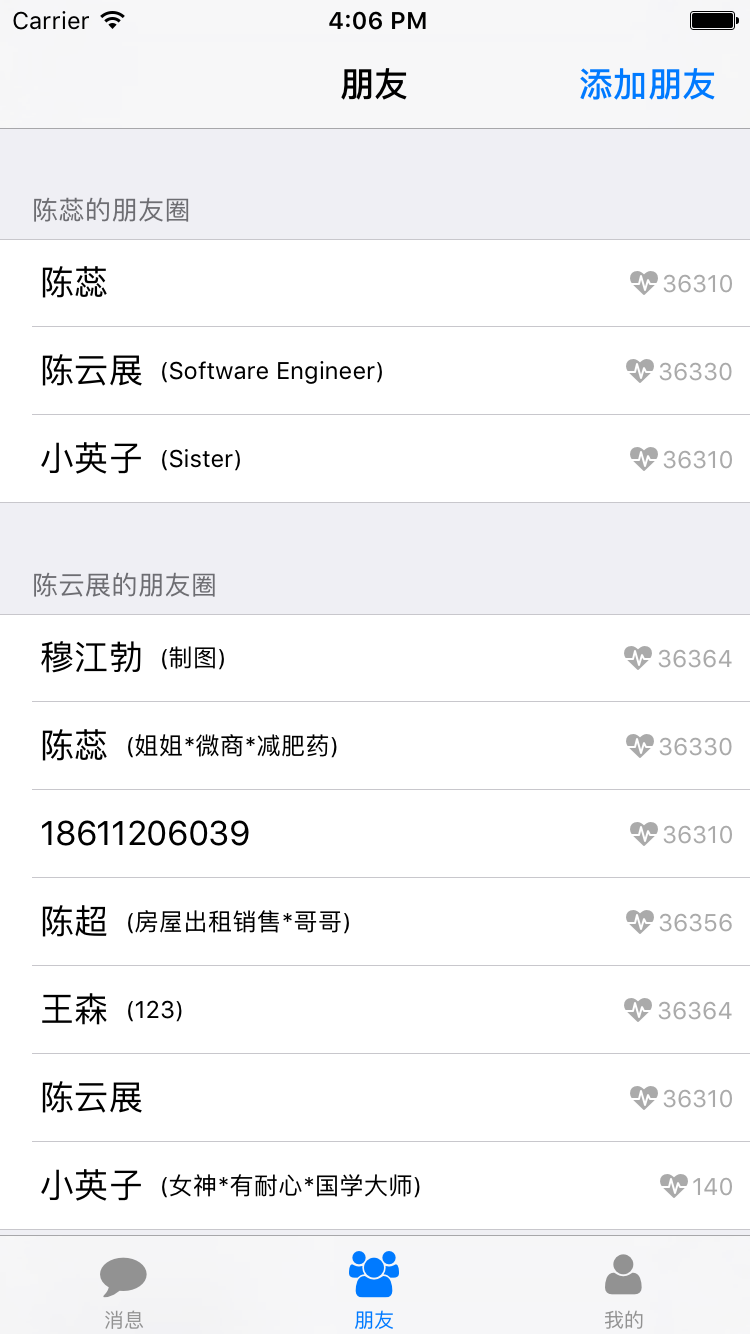 Carrier 4:06 PM
朋友 添加朋友
陈蕊的朋友圈
陈蕊 36310
陈云展 (Software Engineer) 36330
小英子 (Sister) 36310
陈云展的朋友圈
穆江勃 (制图) 36364
陈蕊 (姐姐*微商*减肥药) 36330
18611206039 36310
陈超 (房屋出租销售*哥哥) 36356
王森 (123) 36364
陈云展 36310
小英子 (女神*有耐心*国学大师) 140
消息 朋友 我的